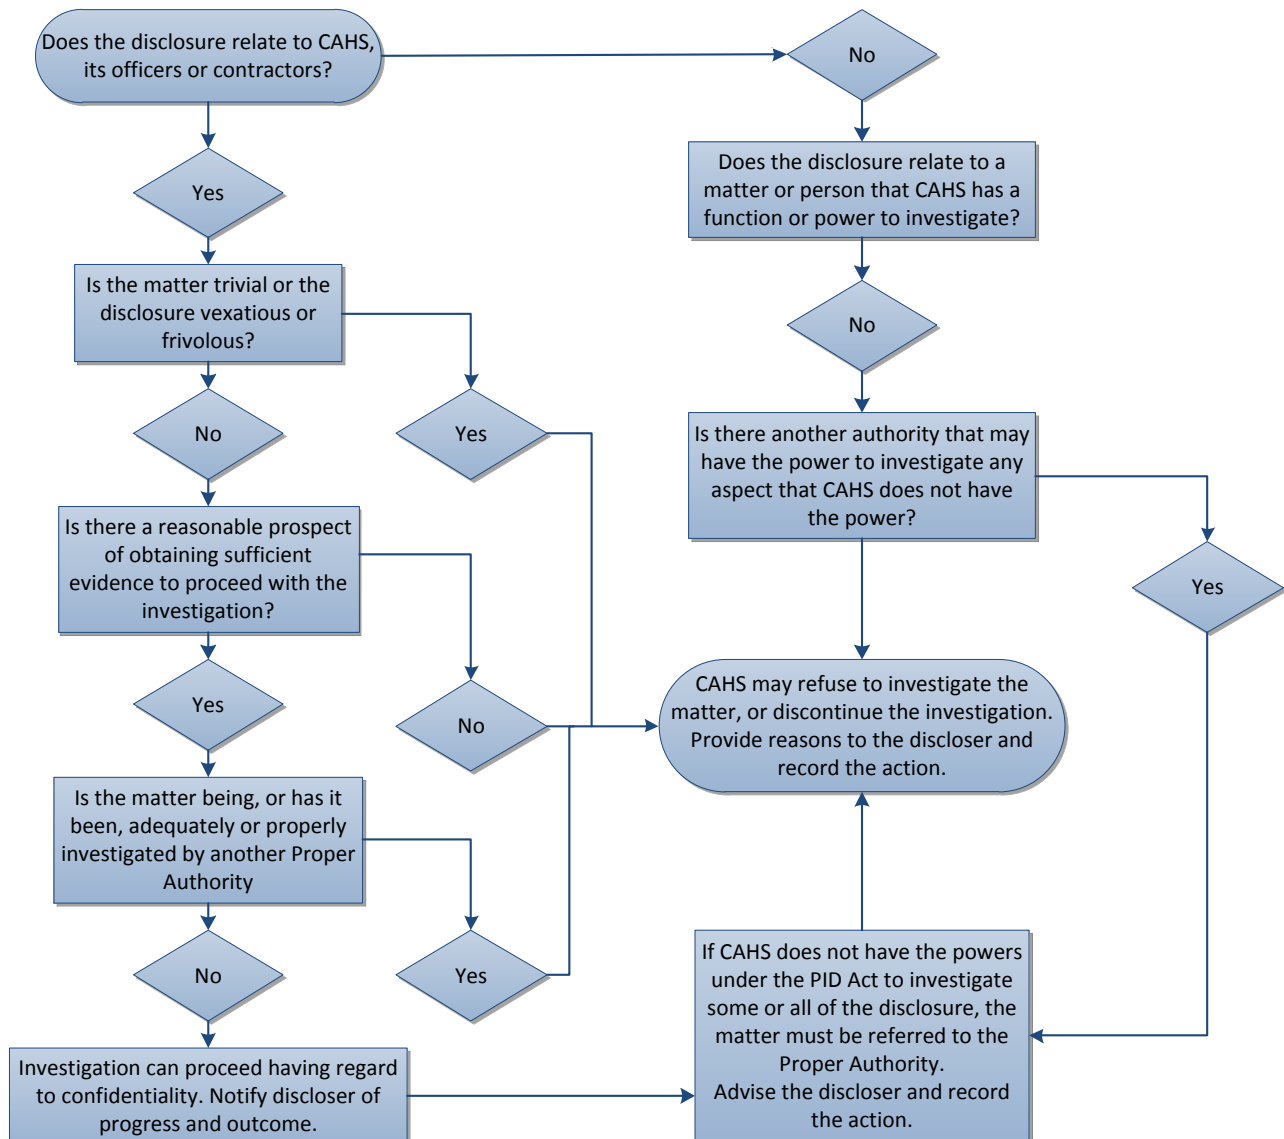 Does the disclosure relate to CAHS,
its officers or contractors?
No
Yes
Does the disclosure relate to a
matter or person that CAHS has a
function or power to investigate?
Is the matter trivial or the
disclosure vexatious or
frivolous?
No
No
Yes
Is there another authority that may
have the power to investigate any
aspect that CAHS does not have
the power?
Is there a reasonable prospect
of obtaining sufficient
evidence to proceed with the
investigation?
Yes
Yes
No
CAHS may refuse to investigate the
matter, or discontinue the investigation.
Provide reasons to the discloser and
record the action.
Is the matter being, or has it
been, adequately or properly
investigated by another Proper
Authority
No
Yes
If CAHS does not have the powers
under the PID Act to investigate
some or all of the disclosure, the
matter must be referred to the
Proper Authority.
Advise the discloser and record
the action.
Investigation can proceed having regard
to confidentiality. Notify discloser of
progress and outcome.